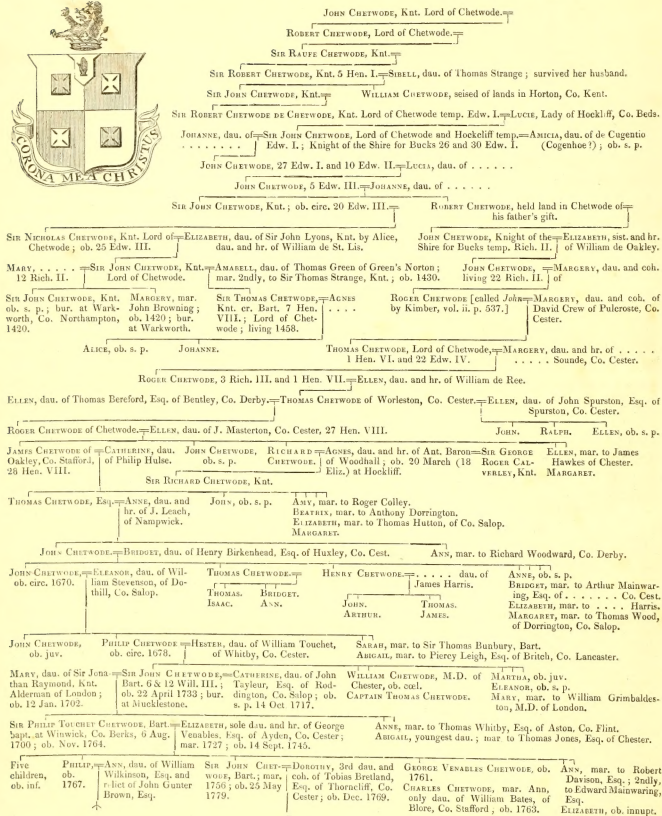 JOHN CHETWODE, Knt. Lord of Chetwode.
ROBERT CHETWODE, Lord of Chetwode.
SIR RAUFE CHETWODE, Knt.
SIR ROBERT CHETWODE, Knt. 5 Hen. I. SIBELL, dau. of Thomas Strange; survived her husband.
SIR JOHN CHETWODE, Knt. WILLIAM CHETWODE, seised of lands in Horton, Co. Kent.
SIR ROBERT CHETWODE DE CHETWODE, Knt. Lord of Chetwode temp. Edw. I. LUCIE, Lady of Hockliff, Co. Beds.
CORONA MEA CHRISTUS
JOHANNE, dau. of SIR JOHN CHETWODE, Lord of Chetwode and Hockcliff temp. AMICIA, dau. of de Cugentio
. . . . . . . . Edw. I.; Knight of the Shire for Bucks 26 and 30 Edw. I. (Cogenhoe?); ob. s. p.
JOHN CHETWODE, 27 Edw. I. and 10 Edw. II. LUCIA, dau. of . . . . . .
JOHN CHETWODE, 5 Edw. III. JOHANNE, dau. of . . . . . .
SIR JOHN CHETWODE, Knt.; ob. circ. 20 Edw. III. ROBERT CHETWODE, held land in Chetwode of
his father's gift.
SIR NICHOLAS CHETWODE, Knt. Lord of ELIZABETH, dau. of Sir John Lyons, Knt. by Alice, JOHN CHETWODE, Knight of the ELIZABETH, sist. and hr.
Chetwode; ob. 25 Edw. III. dau. and hr. of William de St. Lis. Shire for Bucks temp. Rich. II. of William de Oakley.
MARY, . . . . . SIR JOHN CHETWODE, Knt. AMABELL, dau. of Thomas Green of Green's Norton; JOHN CHETWODE, MARGERY, dau. and coh.
12 Rich. II. Lord of Chetwode. mar. 2ndly, to Sir Thomas Strange, Knt.; ob. 1430. living 22 Rich. II. of
SIR JOHN CHETWODE, Knt. MARGERY, mar. SIR THOMAS CHETWODE, AGNES ROGER CHETWODE [called John MARGERY, dau. and coh. of
ob. s. p.; bur. at Wark- John Browning; Knt. cr. Bart. 7 Hen. . . . . by Kimber, vol. ii. p. 537.] David Crew of Pulcroste, Co.
worth, Co. Northampton, ob. 1420; bur. VIII.; Lord of Chet- Cester.
1420. at Warkworth. wode; living 1458.
ALICE, ob. s. p. JOHANNE. THOMAS CHETWODE, Lord of Chetwode, MARGERY, dau. and hr. of . . . . .
1 Hen. VI. and 22 Edw. IV. . . . . . Sounde, Co. Cester.
ROGER CHETWODE, 3 Rich. III. and 1 Hen. VII. ELLEN, dau. and hr. of William de Ree.
ELLEN, dau. of Thomas Bereford, Esq. of Bentley, Co. Derby. THOMAS CHETWODE of Worleston, Co. Cester. ELLEN, dau. of John Spurston, Esq. of
Spurston, Co. Cester.
ROGER CHETWODE of Chetwode. ELLEN, dau. of J. Masterton, Co. Cester, 27 Hen. VIII. JOHN. RALPH. ELLEN, ob. s. p.
JAMES CHETWODE of CATHERINE, dau. JOHN CHETWODE, RICHARD AGNES, dau. and hr. of Ant. Baron SIR GEORGE ELLEN, mar. to James
Oakley, Co. Stafford, of Philip Hulse. ob. s. p. CHETWODE. of Woodhall; ob. 20 March (18 ROGER CAL- Hawkes of Chester.
28 Hen. VIII. Eliz.) at Hockliff. VERLEY, Knt. MARGARET.
SIR RICHARD CHETWODE, Knt.
THOMAS CHETWODE, Esq. ANNE, dau. and JOHN, ob. s. p. AMY, mar. to Roger Colley.
hr. of J. Leach, BEATRIX, mar. to Anthony Dorrington.
of Nampwick. ELIZABETH, mar. to Thomas Hutton, of Co. Salop.
MARGARET.
JOHN CHETWODE. BRIDGET, dau. of Henry Birkenhead, Esq. of Huxley, Co. Cest. ANN, mar. to Richard Woodward, Co. Derby.
JOHN CHETWODE, ELEANOR, dau. of Wil- THOMAS CHETWODE. HENRY CHETWODE. . . . . . dau. of ANNE, ob. s. p.
ob. circ. 1670. liam Stevenson, of Do- James Harris. BRIDGET, mar. to Arthur Mainwar-
thill, Co. Salop. THOMAS. BRIDGET. ing, Esq. of . . . . . . . Co. Cest.
ISAAC. ANN. JOHN. THOMAS. ELIZABETH, mar. to . . . . Harris.
ARTHUR. JAMES. MARGARET, mar. to Thomas Wood,
of Dorrington, Co. Salop.
JOHN CHETWODE, PHILIP CHETWODE HESTER, dau. of William Touchet, SARAH, mar. to Sir Thomas Bunbury, Bart.
ob. juv. ob. circ. 1678. of Whitby, Co. Cester. ABIGAIL, mar. to Piercy Leigh, Esq. of Britch, Co. Lancaster.
MARY, dau. of Sir Jona- SIR JOHN CHETWODE, CATHERINE, dau. of John WILLIAM CHETWODE, M.D. of MARTHA, ob. juv.
than Raymond, Knt. Bart. 6 & 12 Will. III.; Tayleur, Esq. of Rod- Chester, ob. cœl. ELEANOR, ob. s. p.
Alderman of London; ob. 22 April 1733; bur. dington, Co. Salop; ob. CAPTAIN THOMAS CHETWODE. MARY, mar. to William Grimbaldes-
ob. 12 Jan. 1702. at Mucklestone. s. p. 14 Oct. 1717. ton, M.D. of London.
SIR PHILIP TOUCHET CHETWODE, Bart. ELIZABETH, sole dau. and hr. of George ANNE, mar. to Thomas Whitby, Esq. of Aston, Co. Flint.
bapt. at Winwick, Co. Berks, 6 Aug. Venables, Esq. of Ayden, Co. Cester; ABIGAIL, youngest dau.; mar to Thomas Jones, Esq. of Chester.
1700; ob. Nov. 1764. mar. 1727; ob. 14 Sept. 1745.
Five PHILIP, ANN, dau. of William SIR JOHN CHET- DOROTHY, 3rd dau. and GEORGE VENABLES CHETWODE, ob. ANN, mar. to Robert
children, ob. Wilkinson, Esq. and WODE, Bart.; mar. coh. of Tobias Bretland, 1761. Davison, Esq.; 2ndly,
ob. inf. 1767. relict of John Gunter 1756; ob. 25 May Esq. of Thorncliff, Co. CHARLES CHETWODE, mar. Ann, to Edward Mainwaring,
Brown, Esq. 1779. Cester; ob. Dec. 1769. only dau. of William Bates, of Esq.
Blore, Co. Stafford, ob. 1763. ELIZABETH, ob. innupt.